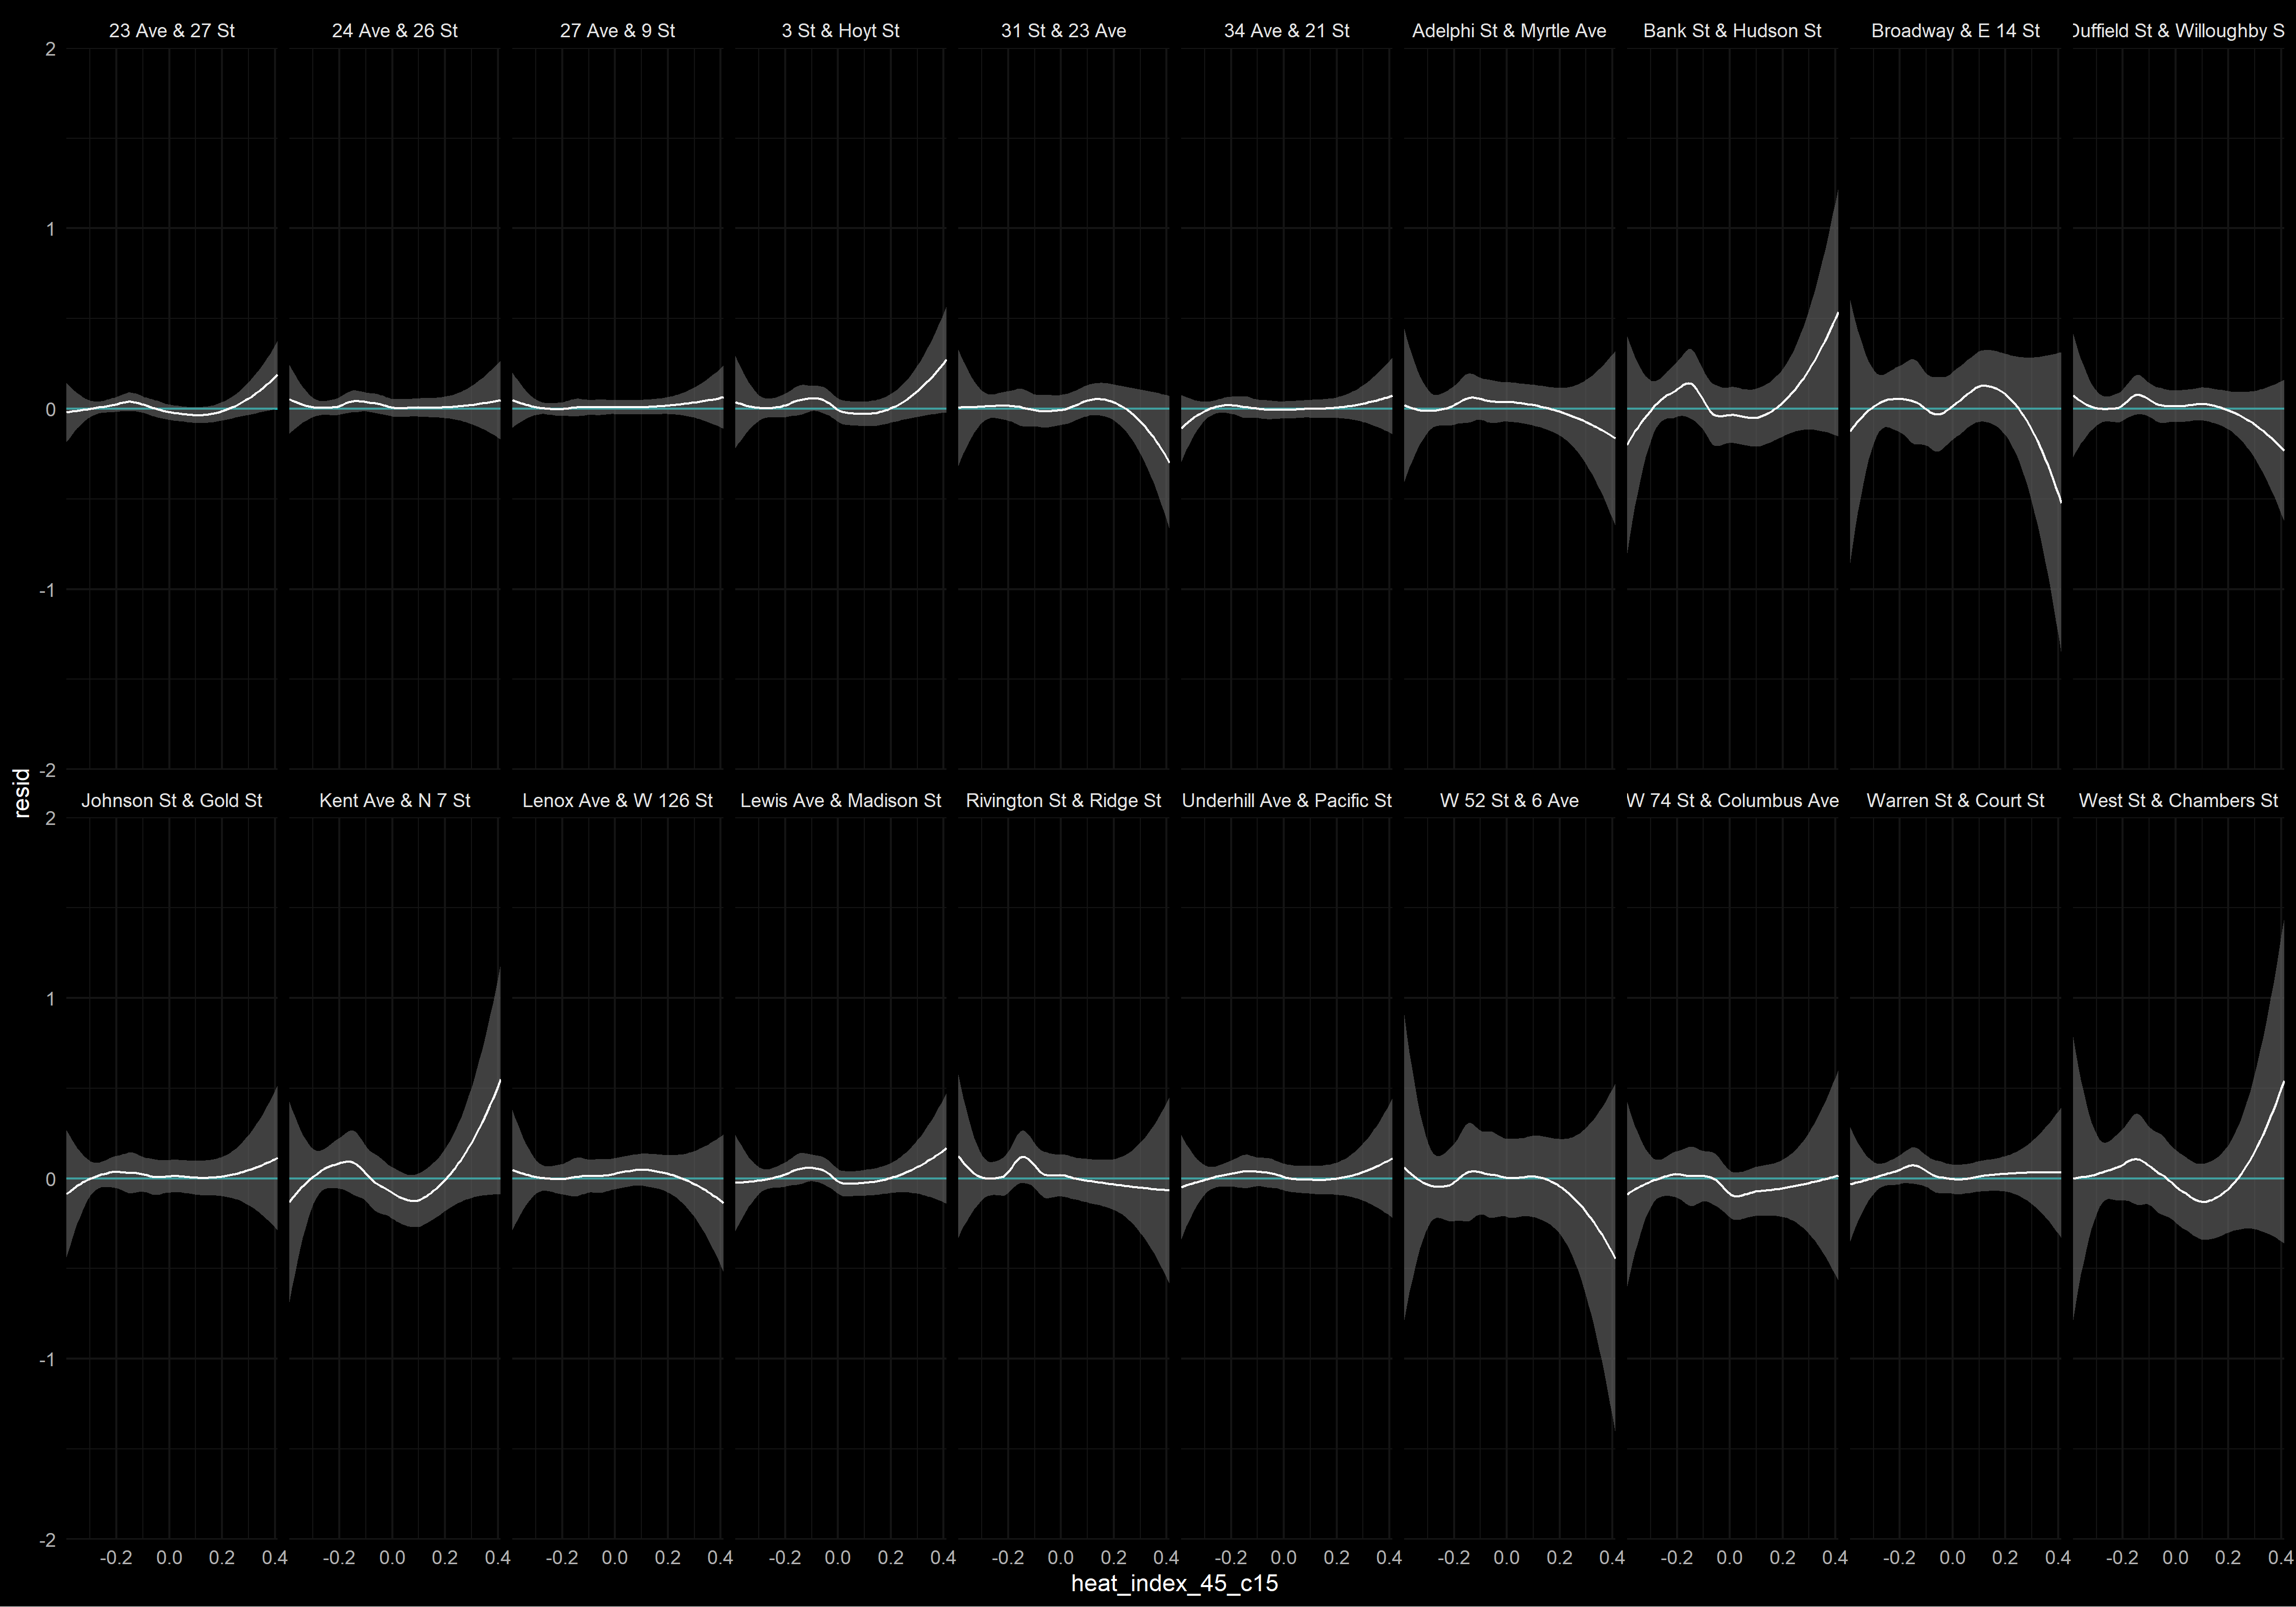 23 Ave & 27 St
24 Ave & 26 St
27 Ave & 9 St
3 St & Hoyt St
31 St & 23 Ave
34 Ave & 21 St
Adelphi St & Myrtle Ave
Bank St & Hudson St
Broadway & E 14 St
Duffield St & Willoughby S
2
1
0
-1
-2
resid
Johnson St & Gold St
Kent Ave & N 7 St
Lenox Ave & W 126 St
Lewis Ave & Madison St
Rivington St & Ridge St
Underhill Ave & Pacific St
W 52 St & 6 Ave
W 74 St & Columbus Ave
Warren St & Court St
West St & Chambers St
2
1
0
-1
-2
-0.2 0.0 0.2 0.4
-0.2 0.0 0.2 0.4
-0.2 0.0 0.2 0.4
-0.2 0.0 0.2 0.4
-0.2 0.0 0.2 0.4
-0.2 0.0 0.2 0.4
-0.2 0.0 0.2 0.4
-0.2 0.0 0.2 0.4
-0.2 0.0 0.2 0.4
-0.2 0.0 0.2 0.4
heat_index_45_c15